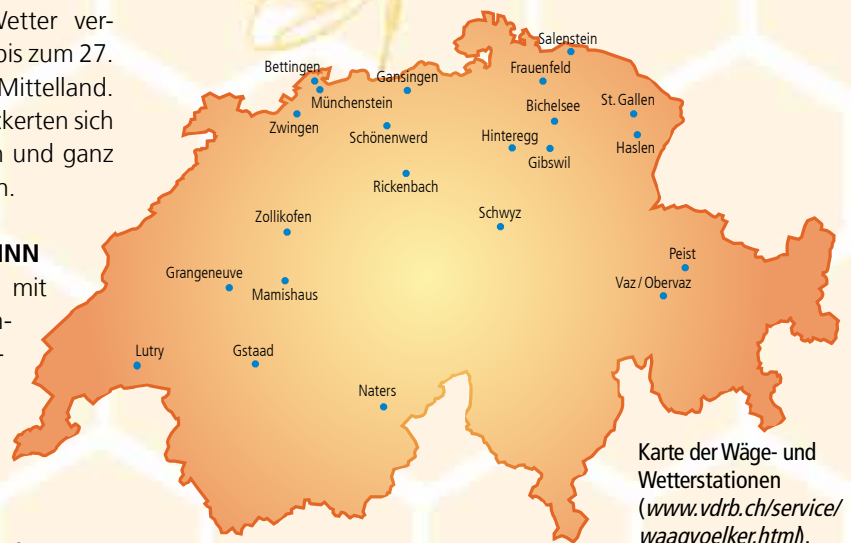 Wetter ver-
bis zum 27.
Mittelland.
kerten sich
und ganz
INN
mit
Salenstein
Bettingen
Gansingen
Frauenfeld
Münchenstein
Bichelsee
St. Gallen
Zwingen
Schönenwerd
Hinteregg
Haslen
Gibswil
Rickenbach
Zollikofen
Schwyz
Grangeneuve
Mamishaus
Peist
Vaz/Obervaz
Lutry
Gstaad
Naters
Karte der Wäge- und
Wetterstationen
(www.vdrb.ch/service/
waagvoelker.html).